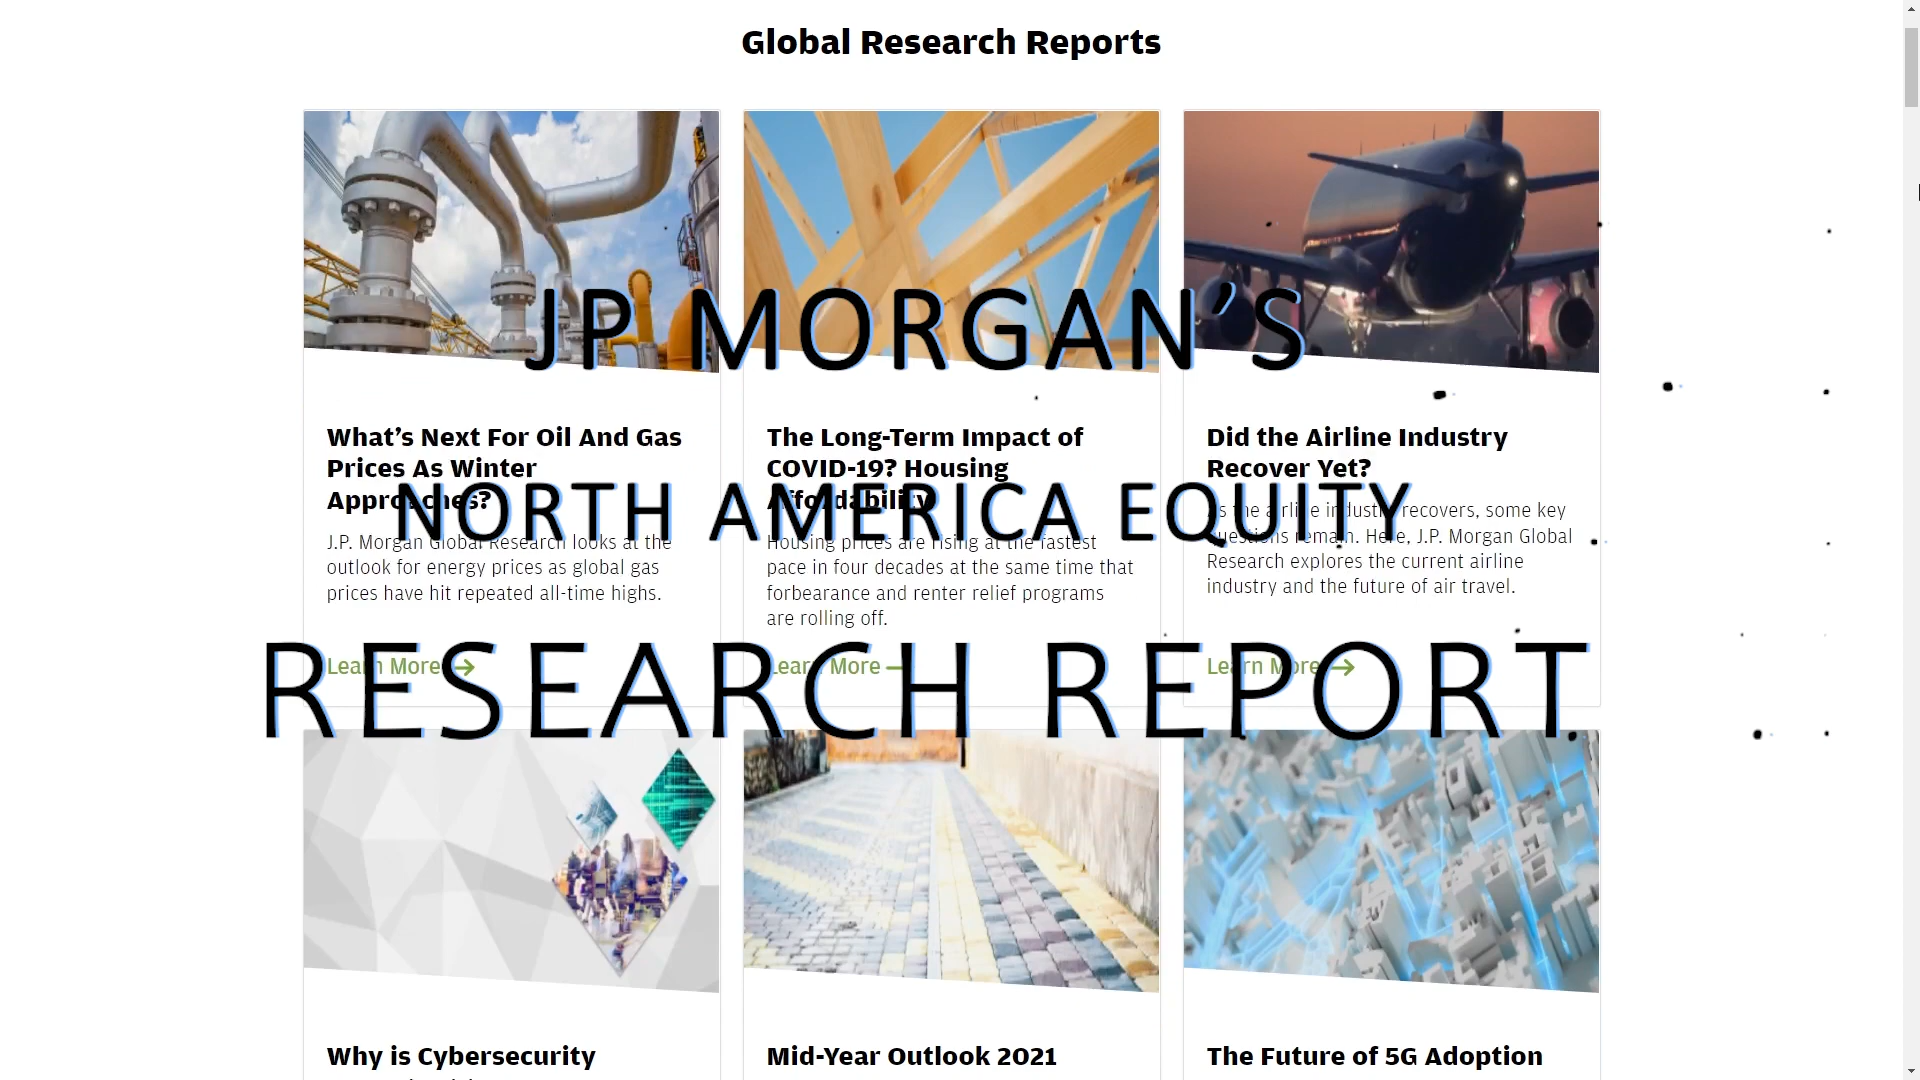 Global Research Reports
JP MORGAN’S
What’s Next For Oil And Gas
Prices As Winter
Approaches?
J.P. Morgan Global Research looks at the
outlook for energy prices as global gas
prices have hit repeated all-time highs.
Learn More
The Long-Term Impact of
COVID-19? Housing
Affordability
Housing prices are rising at the fastest
pace in four decades at the same time that
forbearance and renter relief programs
are rolling off.
Learn More
Did the Airline Industry
Recover Yet?
As the airline industry recovers, some key
questions remain. Here, J.P. Morgan Global
Research explores the current airline
industry and the future of air travel.
Learn More
NORTH AMERICA EQUITY
RESEARCH REPORT
Why is Cybersecurity
Mid-Year Outlook 2021
The Future of 5G Adoption